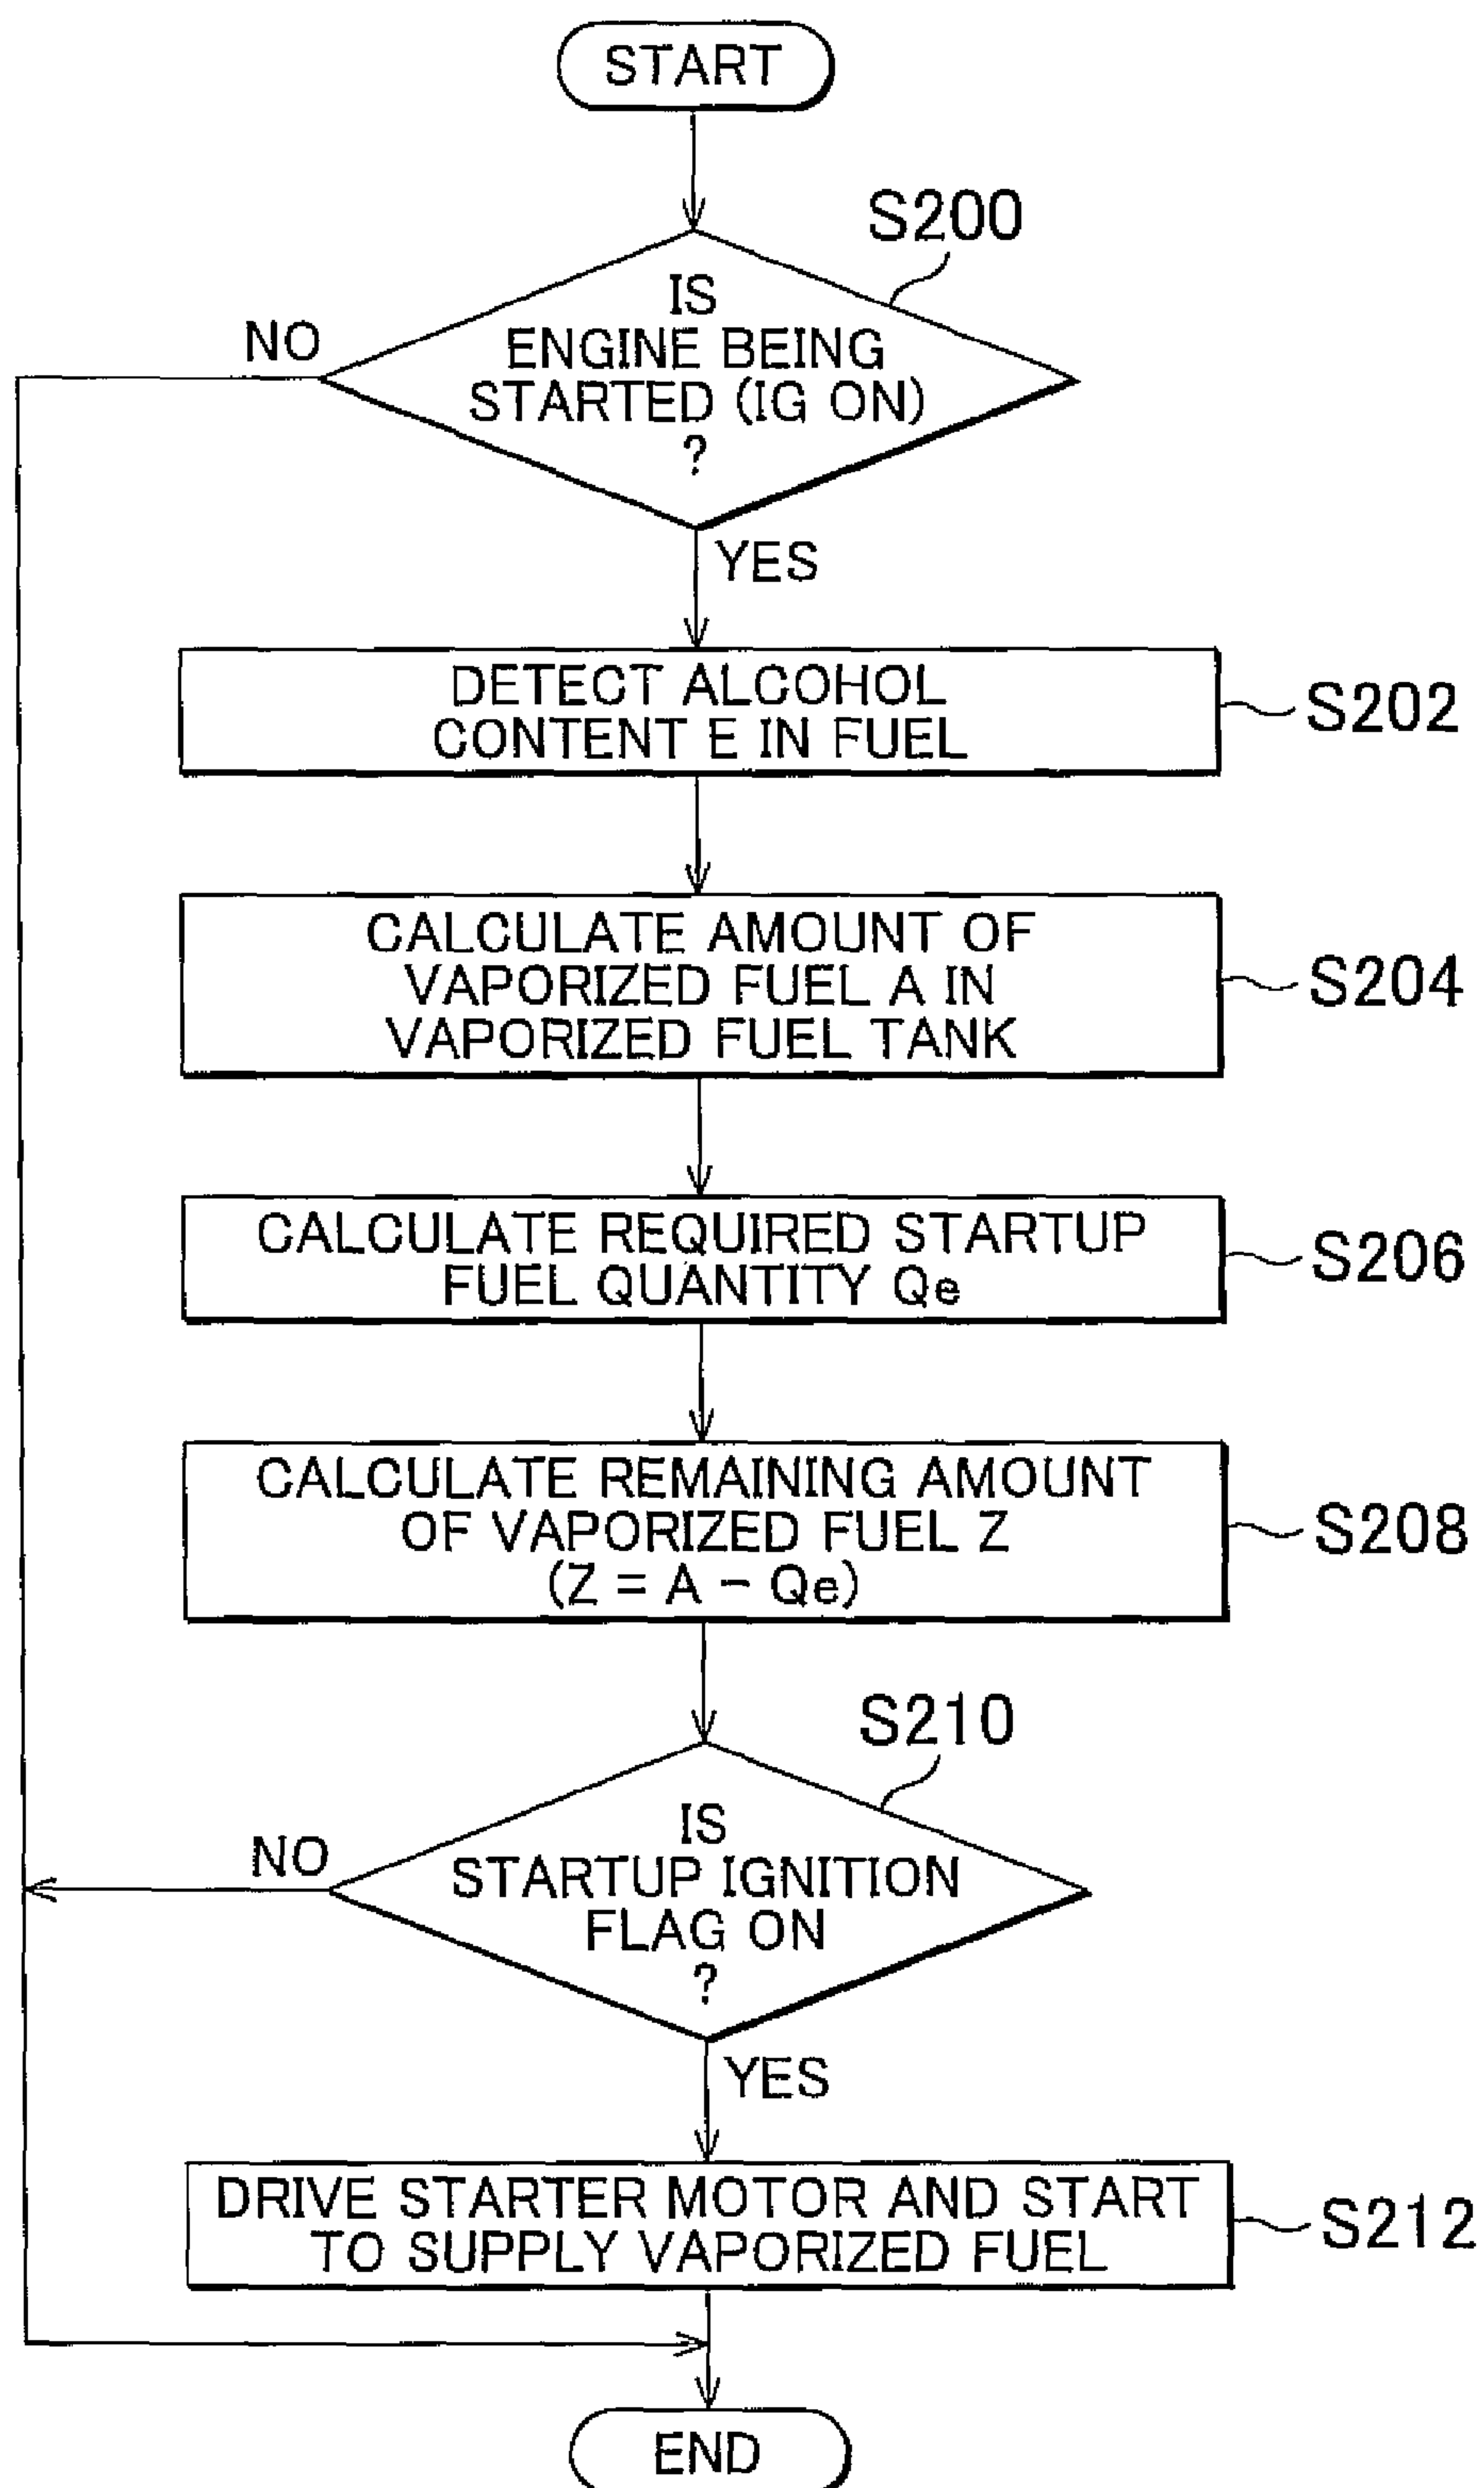 START
S200
IS
ENGINE BEING
STARTED (IG ON)
?
NO
YES
DETECT ALCOHOL
CONTENT E IN FUEL
S202
CALCULATE AMOUNT OF
VAPORIZED FUEL A IN
VAPORIZED FUEL TANK
S204
CALCULATE REQUIRED STARTUP
FUEL QUANTITY Qe
S206
CALCULATE REMAINING AMOUNT
OF VAPORIZED FUEL Z
(Z = A - Qe)
S208
S210
IS
STARTUP IGNITION
FLAG ON
?
NO
YES
DRIVE STARTER MOTOR AND START
TO SUPPLY VAPORIZED FUEL
S212
END